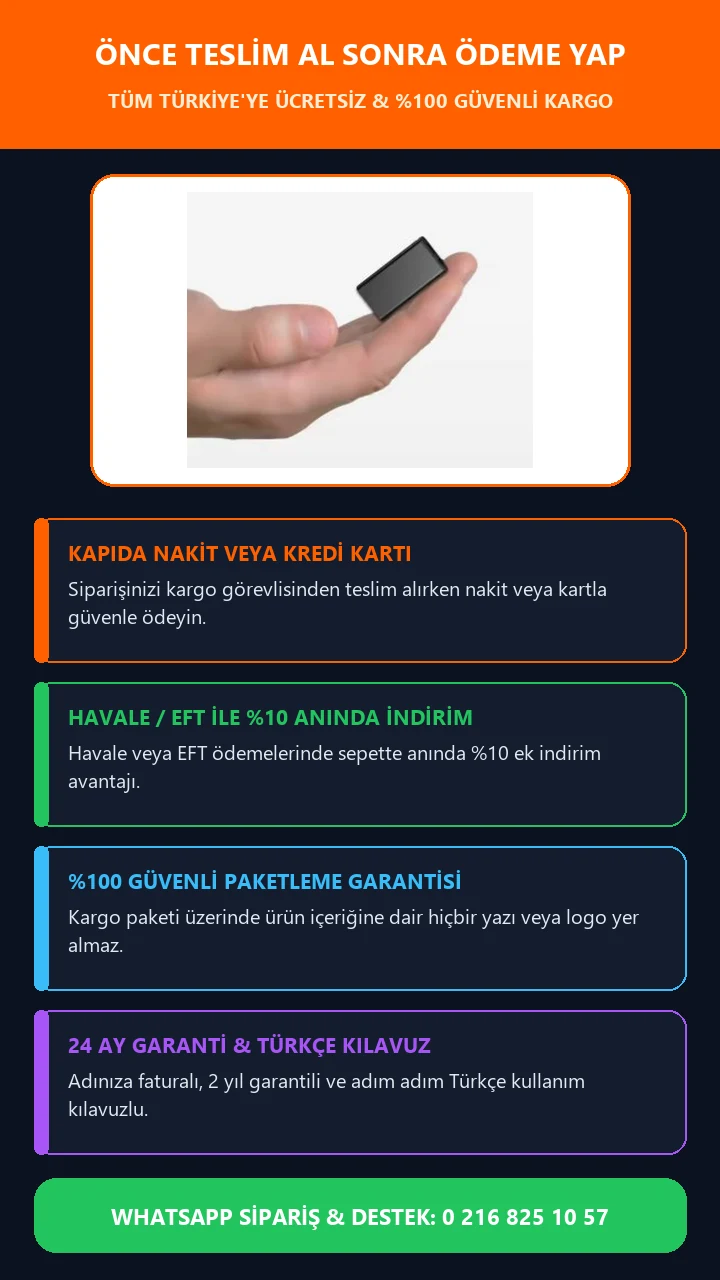 ÖNCE TESLİM AL SONRA ÖDEME YAP
TÜM TÜRKİYE'YE ÜCRETSİZ & %100 GÜVENLİ KARGO
KAPIDA NAKİT VEYA KREDİ KARTI
Siparişinizi kargo görevlisinden teslim alırken nakit veya kartla
güvenle ödeyin.
HAVALE / EFT İLE %10 ANINDA İNDİRİM
Havale veya EFT ödemelerinde sepette anında %10 ek indirim
avantajı.
%100 GÜVENLİ PAKETLEME GARANTİSİ
Kargo paketi üzerinde ürün içeriğine dair hiçbir yazı veya logo yer
almaz.
24 AY GARANTİ & TÜRKÇE KILAVUZ
Adınıza faturalı, 2 yıl garantili ve adım adım Türkçe kullanım
kılavuzlu.
WHATSAPP SİPARİŞ & DESTEK: 0 216 825 10 57